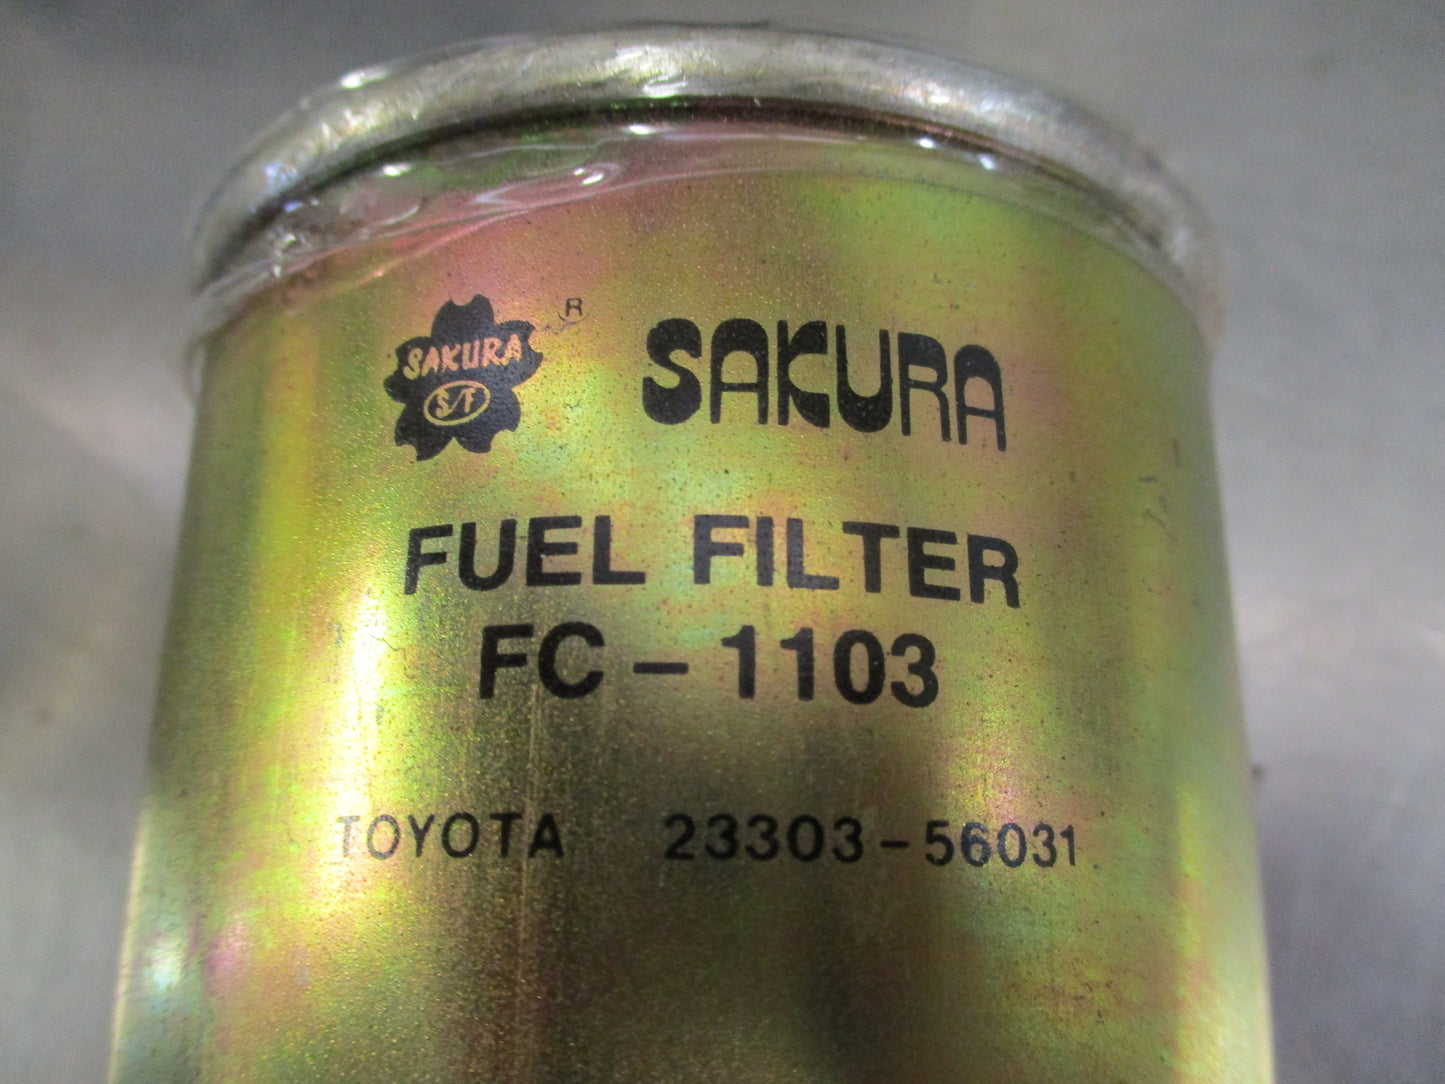 SAKURA ® SAKURA
S/F
FUEL FILTER
FC-1103
TOYOTA 23303-56031